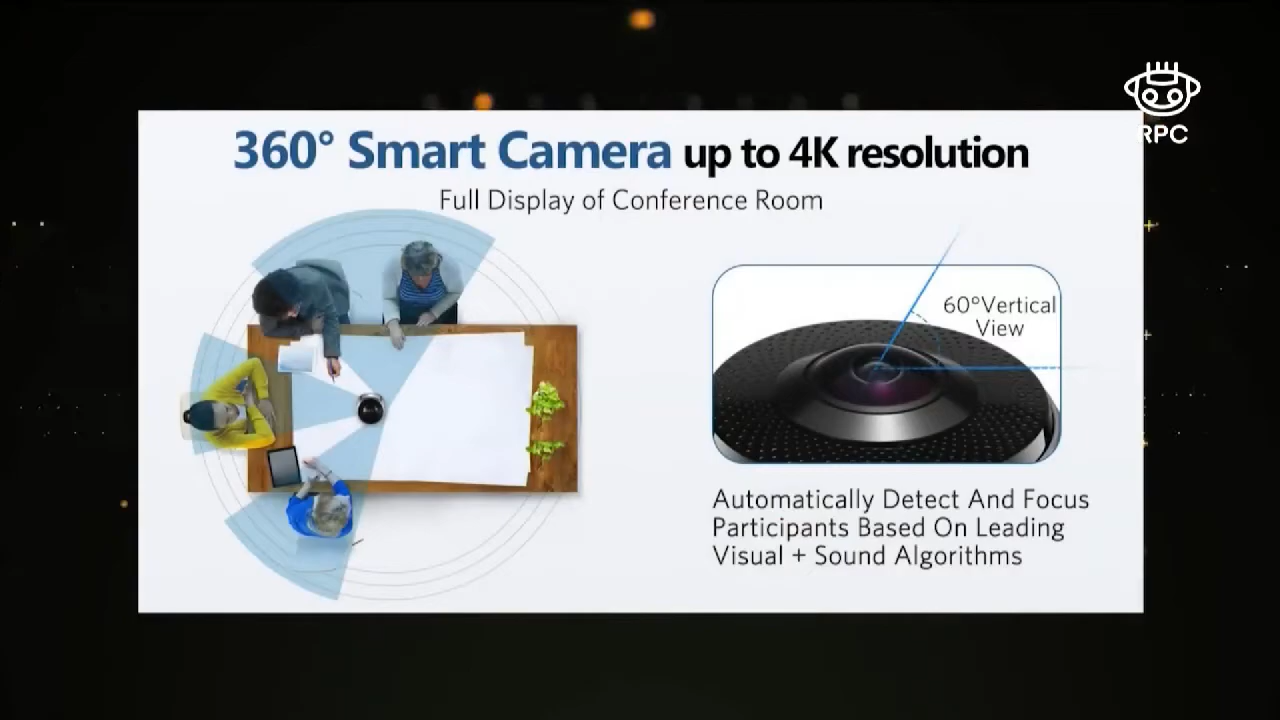 RPC
360° Smart Camera up to 4K resolution
Full Display of Conference Room
60°Vertical
View
Automatically Detect And Focus
Participants Based On Leading
Visual + Sound Algorithms